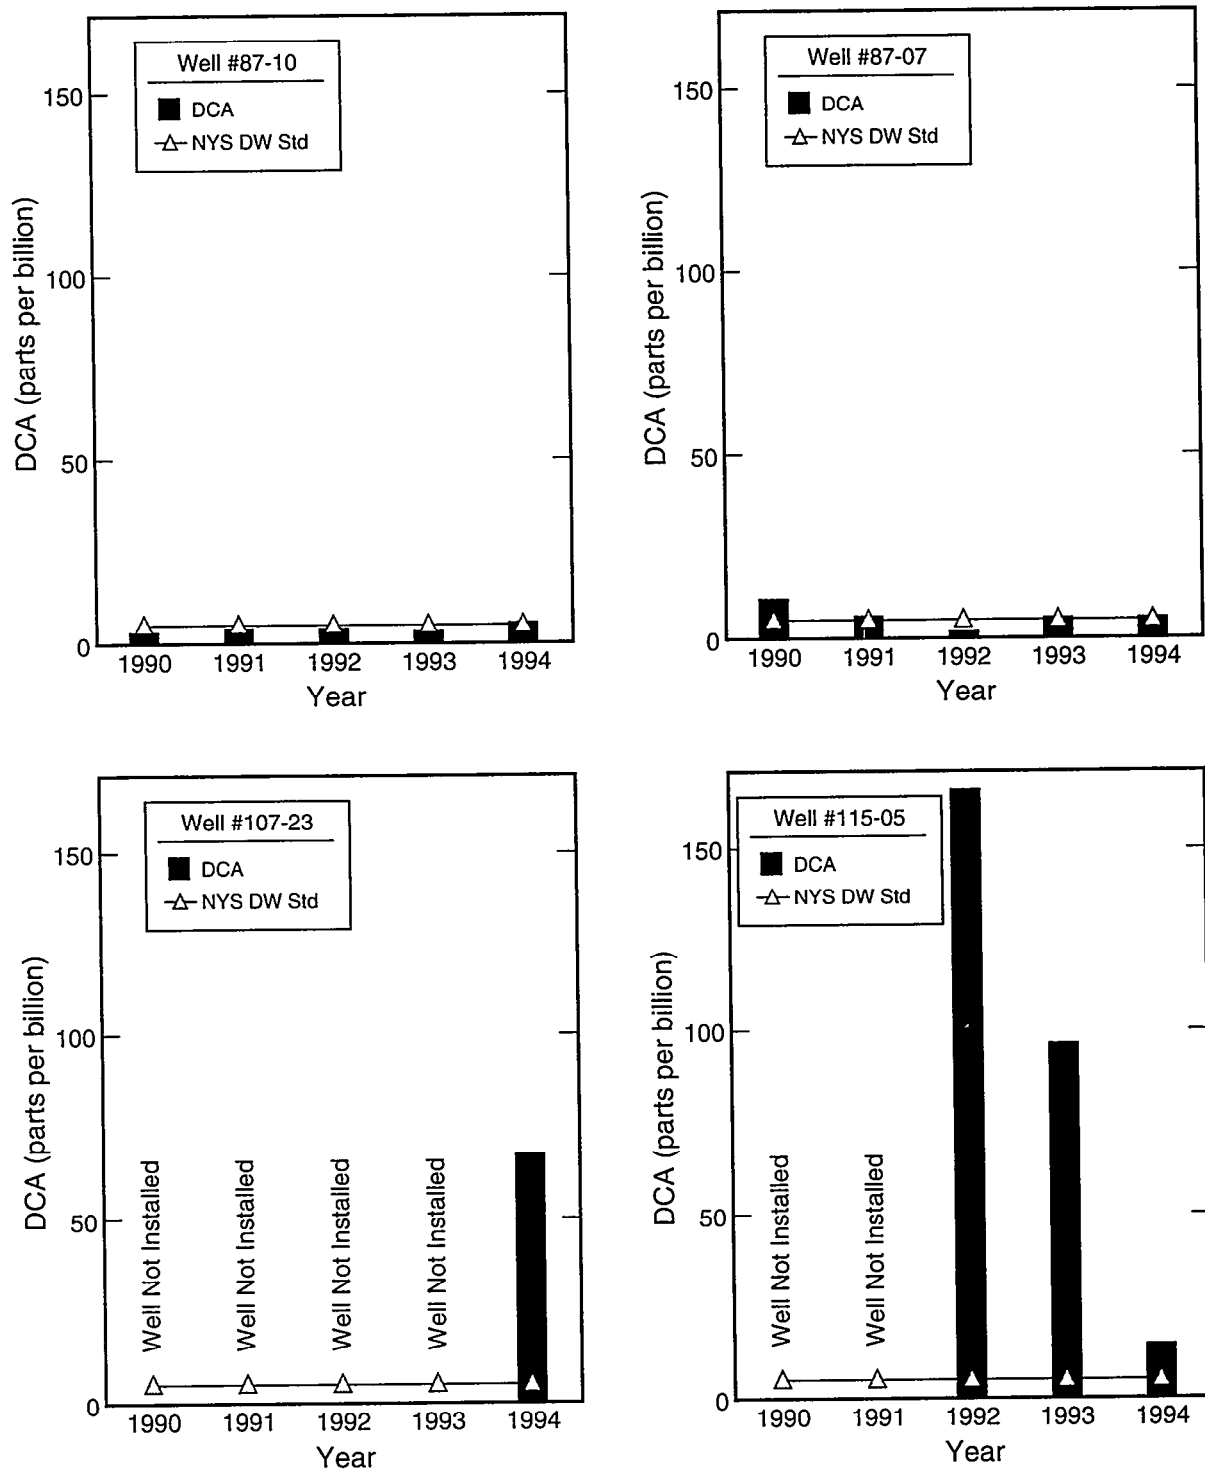 Well #87-10
DCA
NYS DW Std
150
100
50
0
DCA (parts per billion)
1990 1991 1992 1993 1994
Year
Well #87-07
DCA
NYS DW Std
150
100
50
0
DCA (parts per billion)
1990 1991 1992 1993 1994
Year
Well #107-23
DCA
NYS DW Std
150
100
50
0
DCA (parts per billion)
Well Not Installed
Well Not Installed
Well Not Installed
Well Not Installed
1990 1991 1992 1993 1994
Year
Well #115-05
DCA
NYS DW Std
150
100
50
0
DCA (parts per billion)
Well Not Installed
Well Not Installed
1990 1991 1992 1993 1994
Year